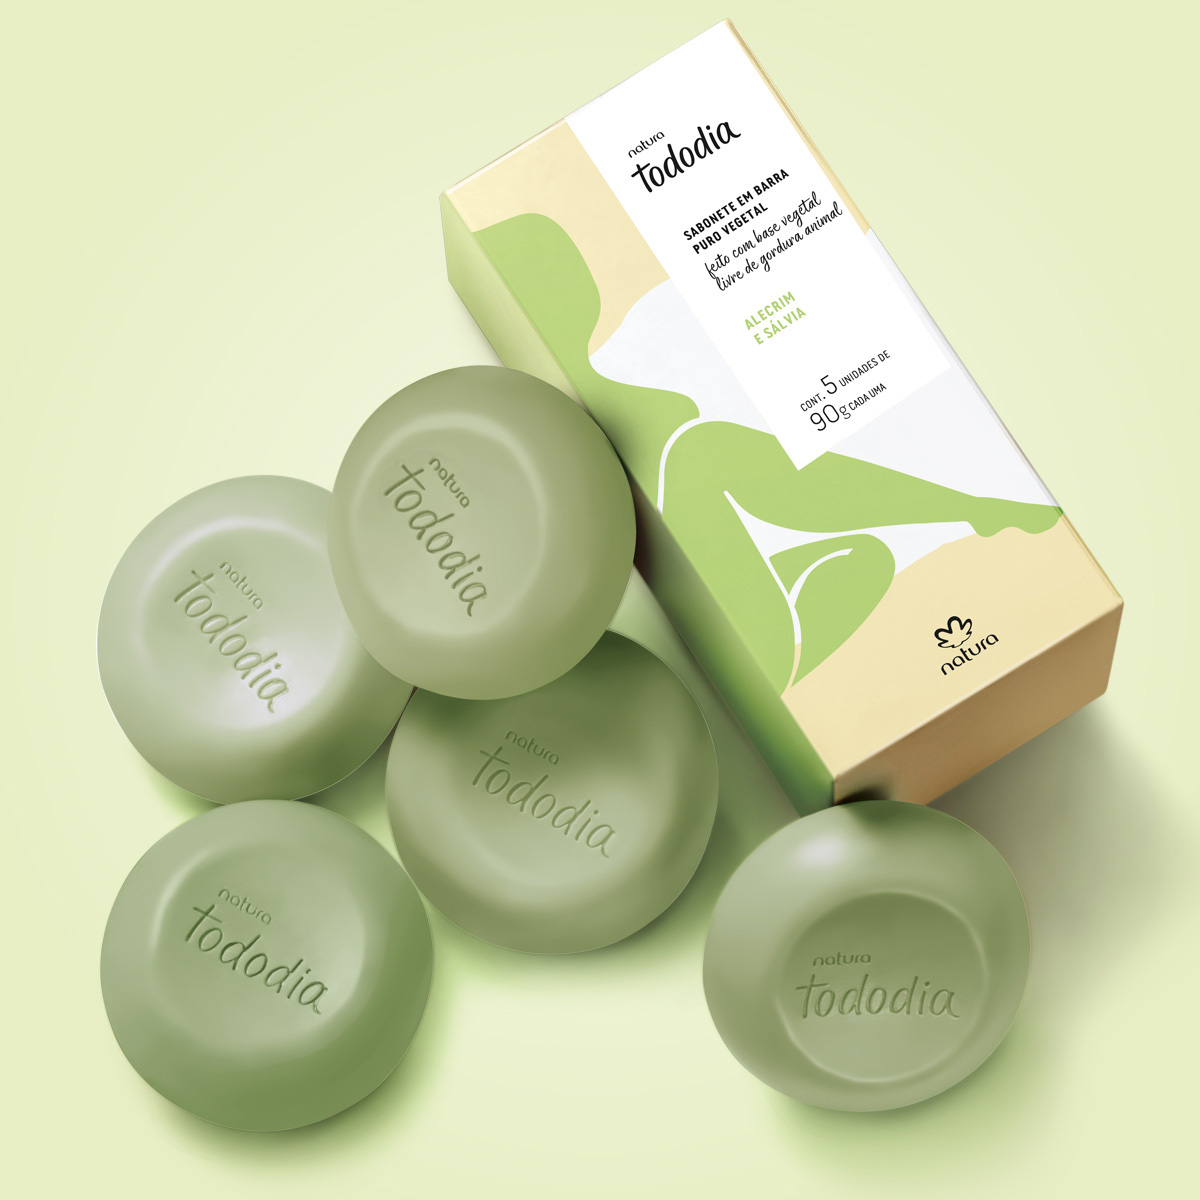 natura
tododia
SABONETE EM BARRA
PURO VEGETAL
feito com base vegetal
livre de gordura animal
ALECRIM
E SÁLVIA
CONT. 5 UNIDADES DE
90g CADA UMA
natura
natura
tododia
natura
tododia
natura
tododia
natura
tododia
natura
tododia